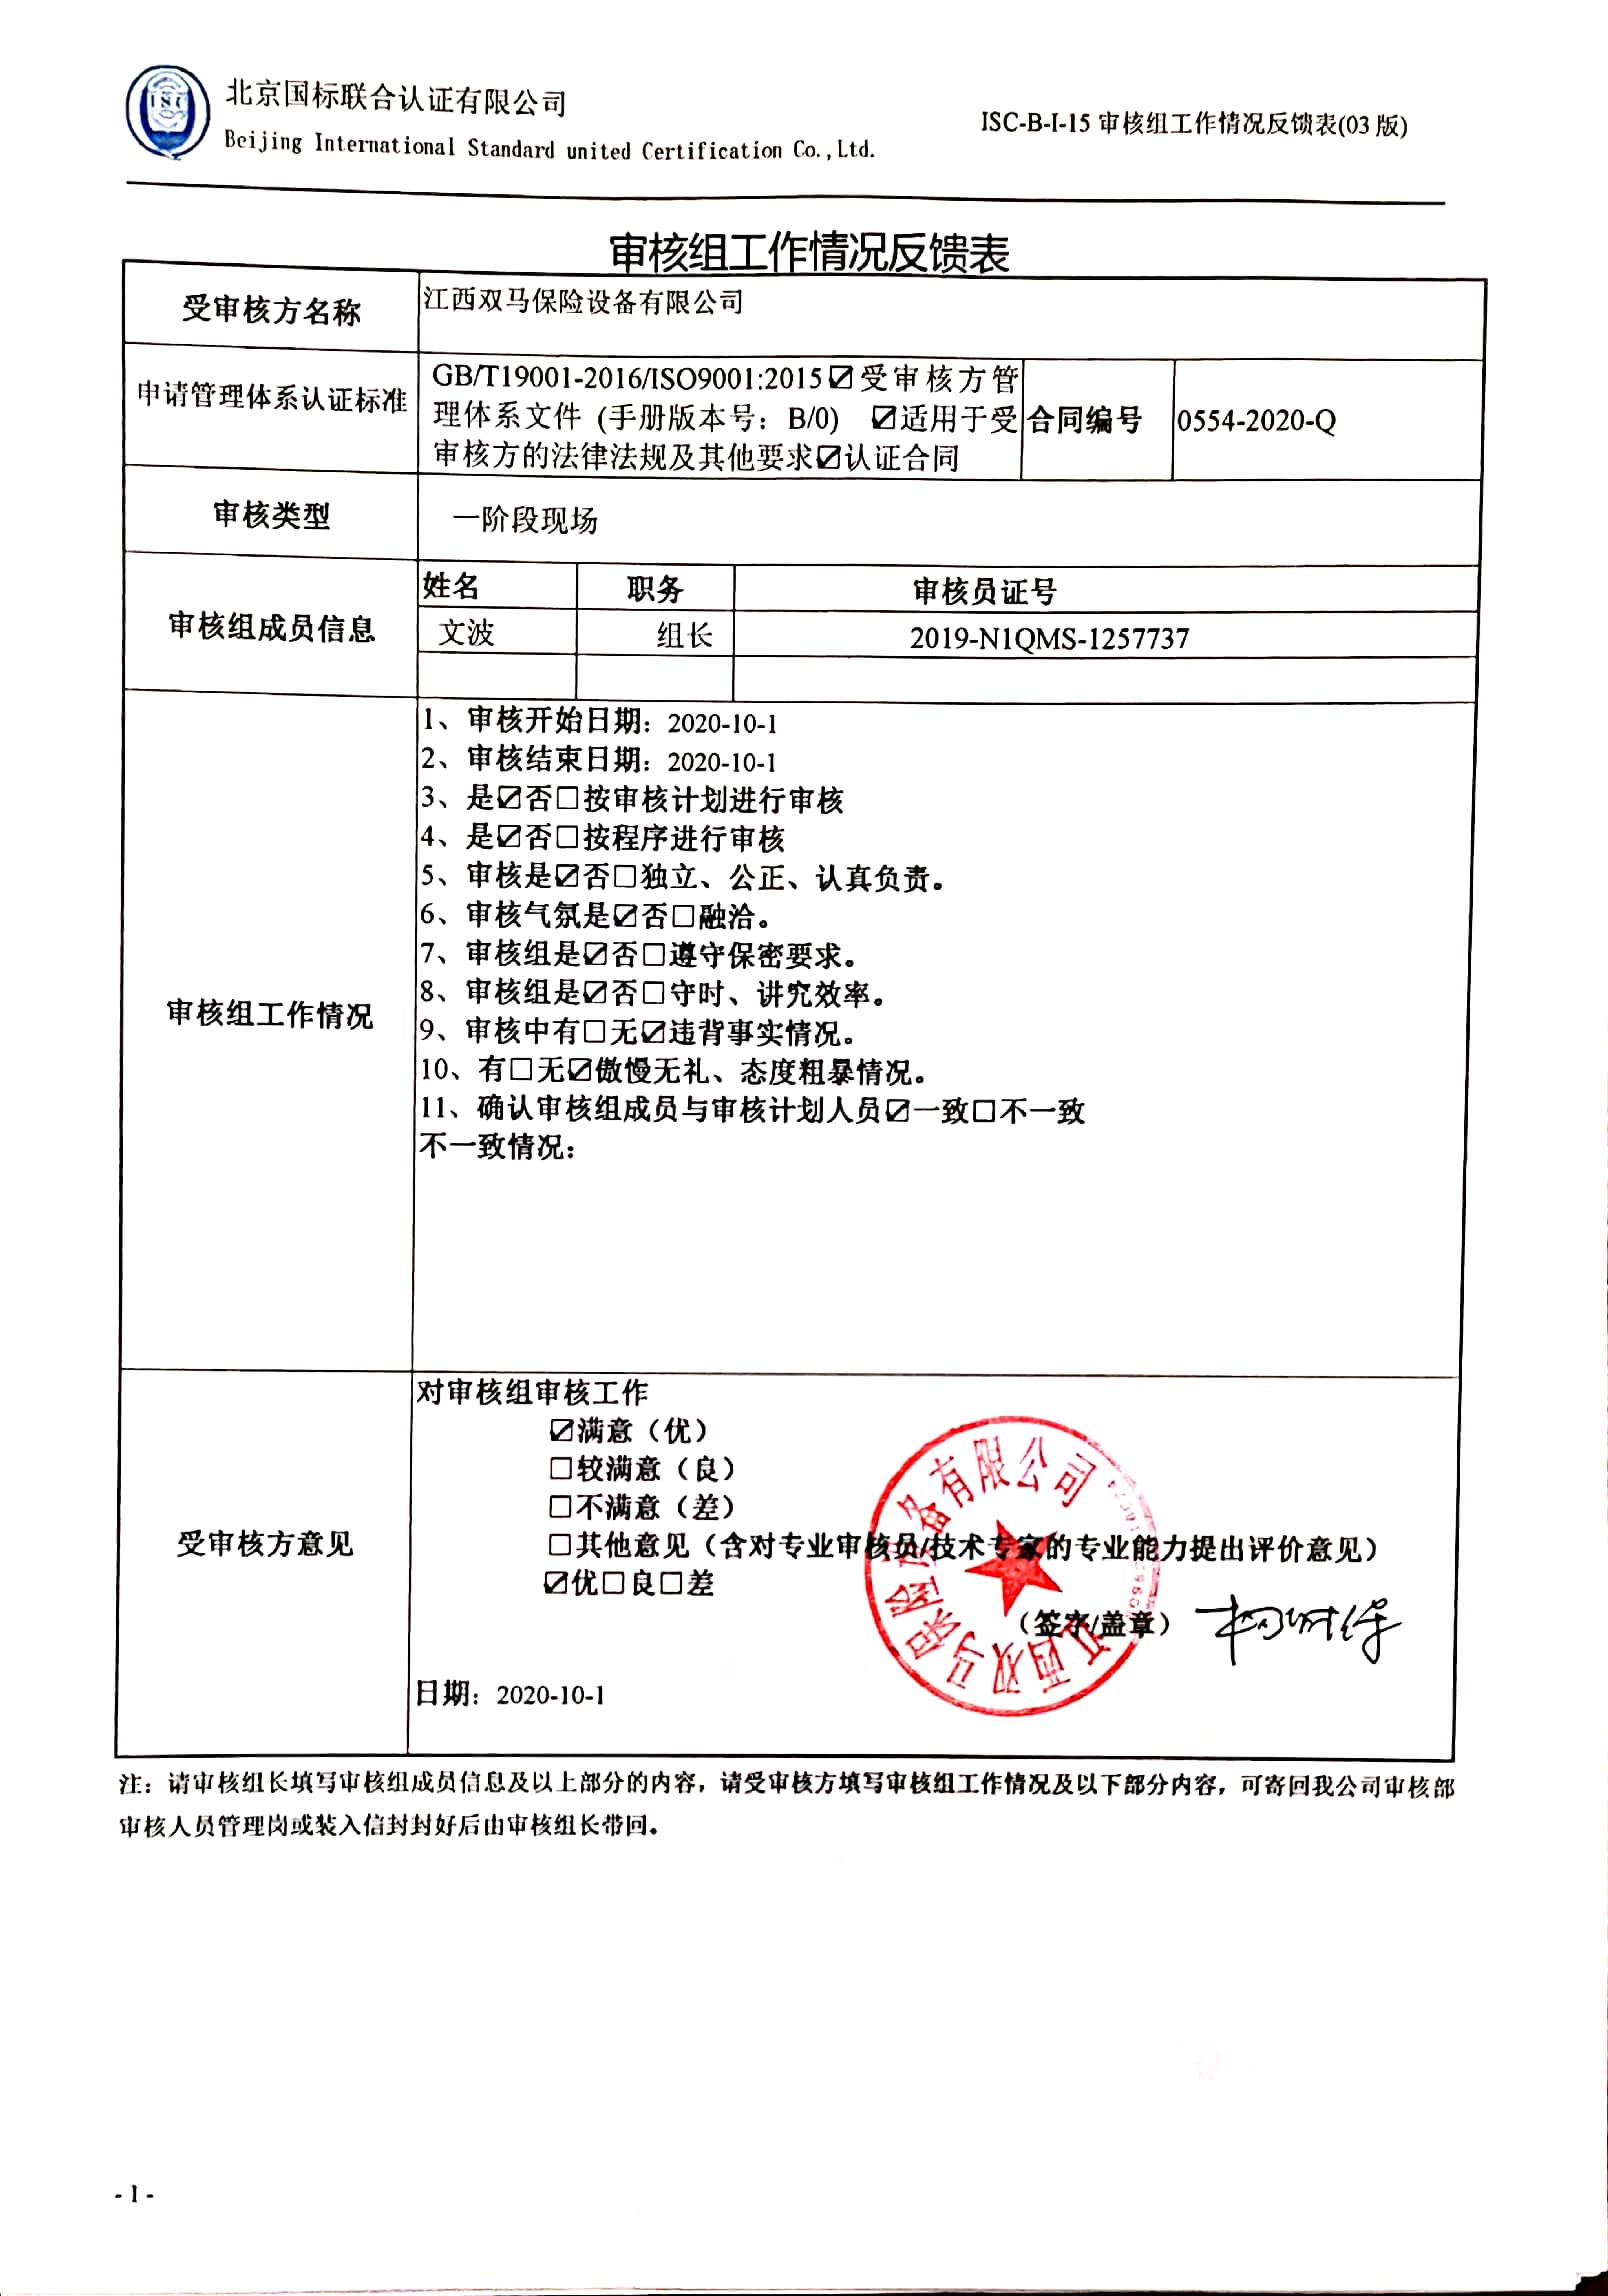 北京国标联合认证有限公司
Beijing International Standard united Certification Co.,Ltd.
ISC-B-I-15 审核组工作情况反馈表(03 版)
审核组工作情况反馈表
受审核方名称
江西双马保险设备有限公司
申请管理体系认证标准
GB/T19001-2016/ISO9001:2015☑受审核方管
理体系文件 (手册版本号: B/0) ☑适用于受
审核方的法律法规及其他要求☑认证合同
合同编号
0554-2020-Q
审核类型
一阶段现场
审核组成员信息
姓名 职务 审核员证号
文波 组长 2019-N1QMS-1257737
审核组工作情况
1、审核开始日期: 2020-10-1
2、审核结束日期: 2020-10-1
3、是☑否☐按审核计划进行审核
4、是☑否☐按程序进行审核
5、审核是☑否☐独立、公正、认真负责。
6、审核气氛是☑否☐融洽。
7、审核组是☑否☐遵守保密要求。
8、审核组是☑否☐守时、讲究效率。
9、审核中有☐无☑违背事实情况。
10、有☐无☑傲慢无礼、态度粗暴情况。
11、确认审核组成员与审核计划人员☑一致☐不一致
不一致情况:
受审核方意见
对审核组审核工作
☑满意（优）
☐较满意（良）
☐不满意（差）
☐其他意见（含对专业审核员/技术专家的专业能力提出评价意见）
☑优☐良☐差
（签字/盖章）
江西双马保险设备有限公司
日期: 2020-10-1
注: 请审核组长填写审核组成员信息及以上部分的内容，请受审核方填写审核组工作情况及以下部分内容，可寄回我公司审核部
审核人员管理岗或装入信封封好后由审核组长带回。
- 1 -